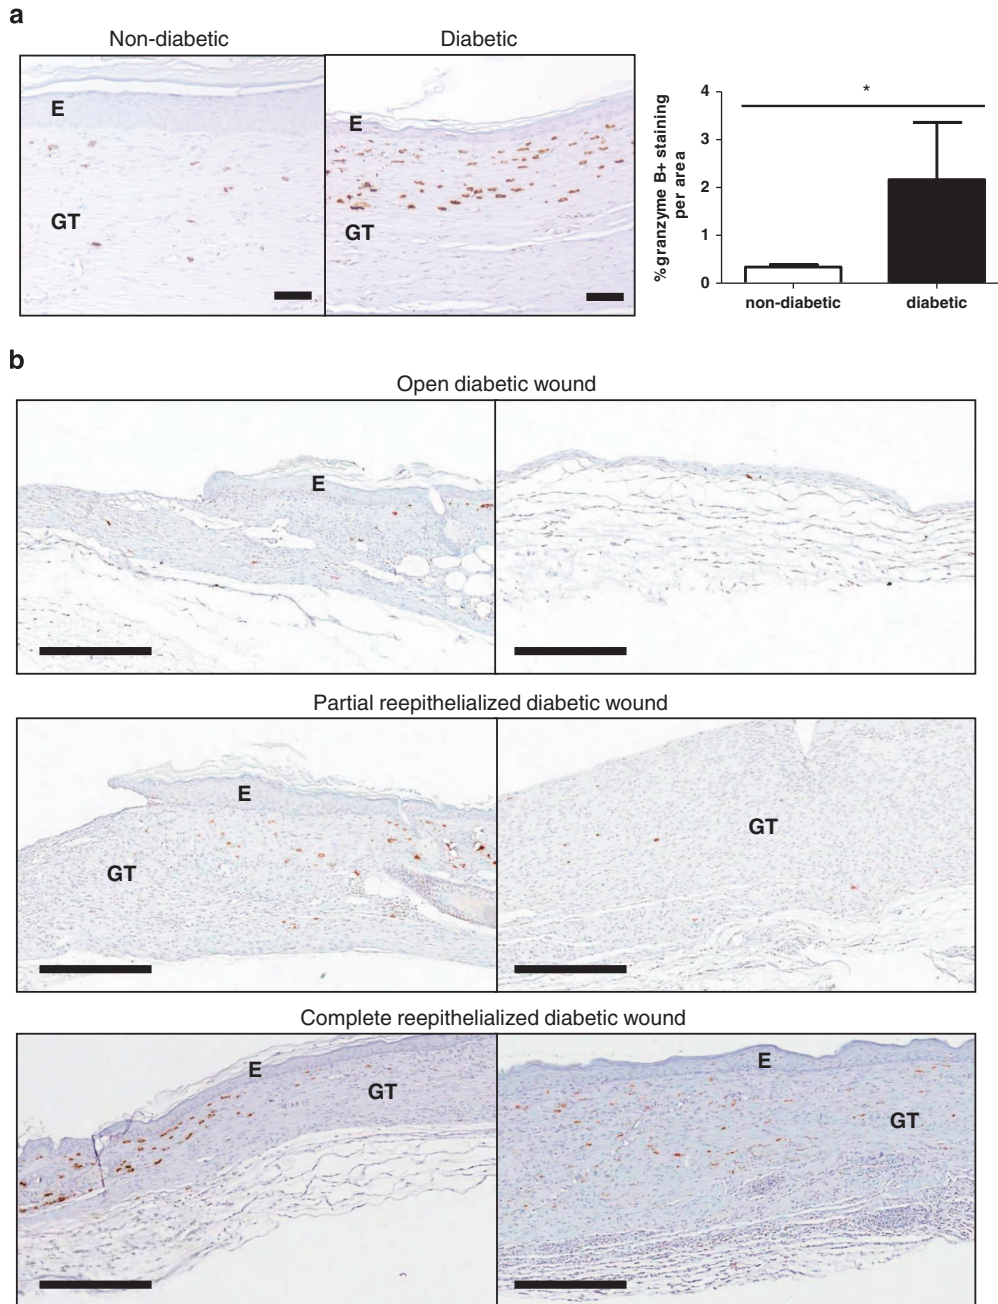 a
Non-diabetic
Diabetic
E
GT
E
GT
%granzyme B+ staining
per area
4
3
2
1
0
*
non-diabetic
diabetic
b
Open diabetic wound
E
Partial reepithelialized diabetic wound
E
GT
GT
Complete reepithelialized diabetic wound
E
GT
E
GT